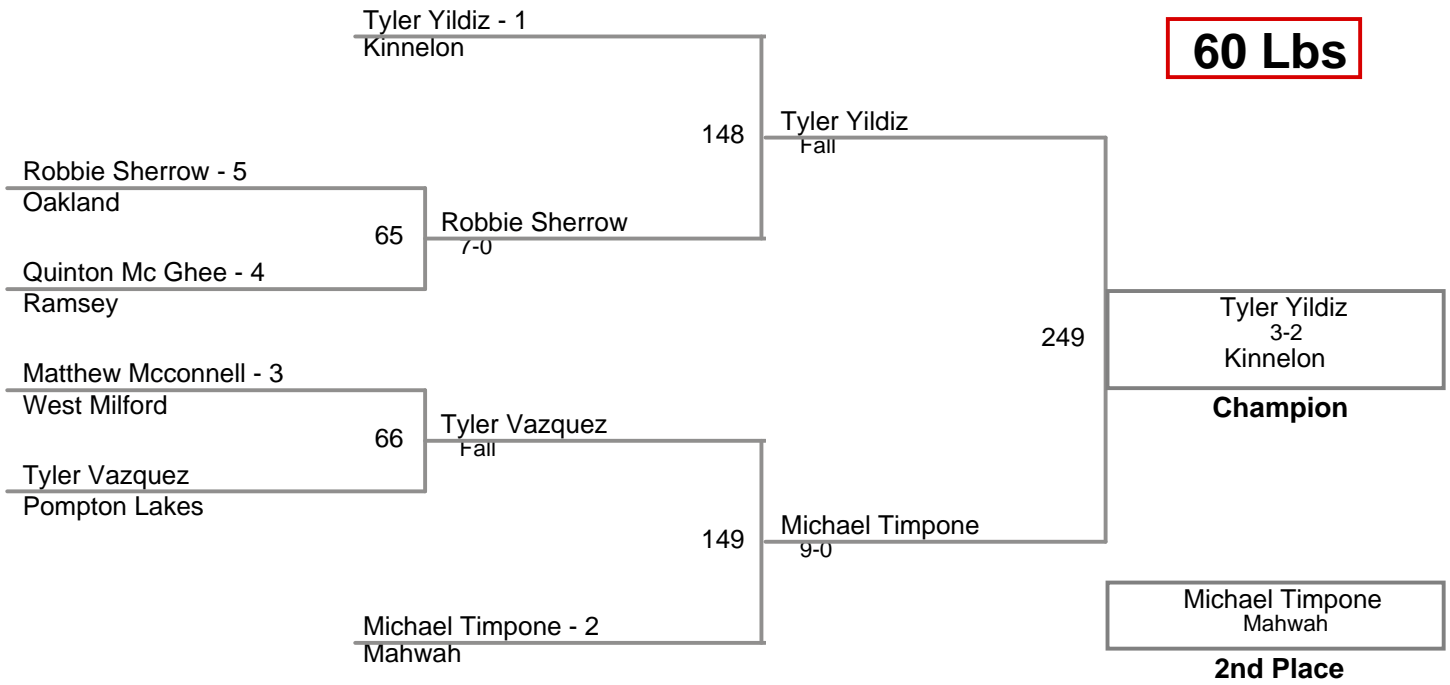 Tyler Yildiz - 1
Kinnelon
60 Lbs
148
Tyler Yildiz
Fall
Robbie Sherrow - 5
Oakland
65
Robbie Sherrow
7-0
Quinton Mc Ghee - 4
Ramsey
249
Tyler Yildiz
3-2
Kinnelon
Champion
Matthew Mcconnell - 3
West Milford
66
Tyler Vazquez
Fall
Tyler Vazquez
Pompton Lakes
149
Michael Timpone
9-0
Michael Timpone - 2
Mahwah
Michael Timpone
Mahwah
2nd Place